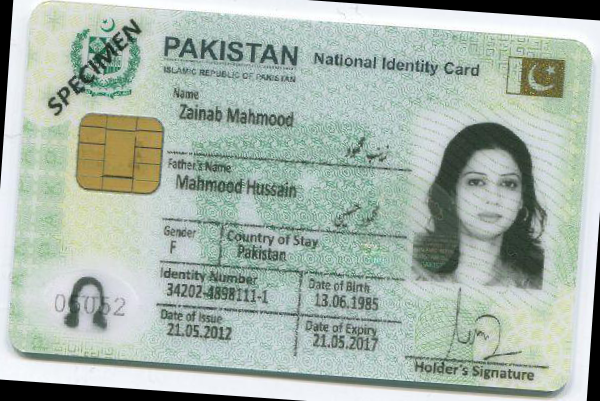 SPECIMEN
PAKISTAN National Identity Card
ISLAMIC REPUBLIC OF PAKISTAN
Name
Zainab Mahmood
زینب محمود
Father's Name
Mahmood Hussain
محمود حسین
Gender Country of Stay
F Pakistan
Identity Number Date of Birth
34202-4898111-1 13.06.1985
Date of Issue Date of Expiry
21.05.2012 21.05.2017
Holder's Signature